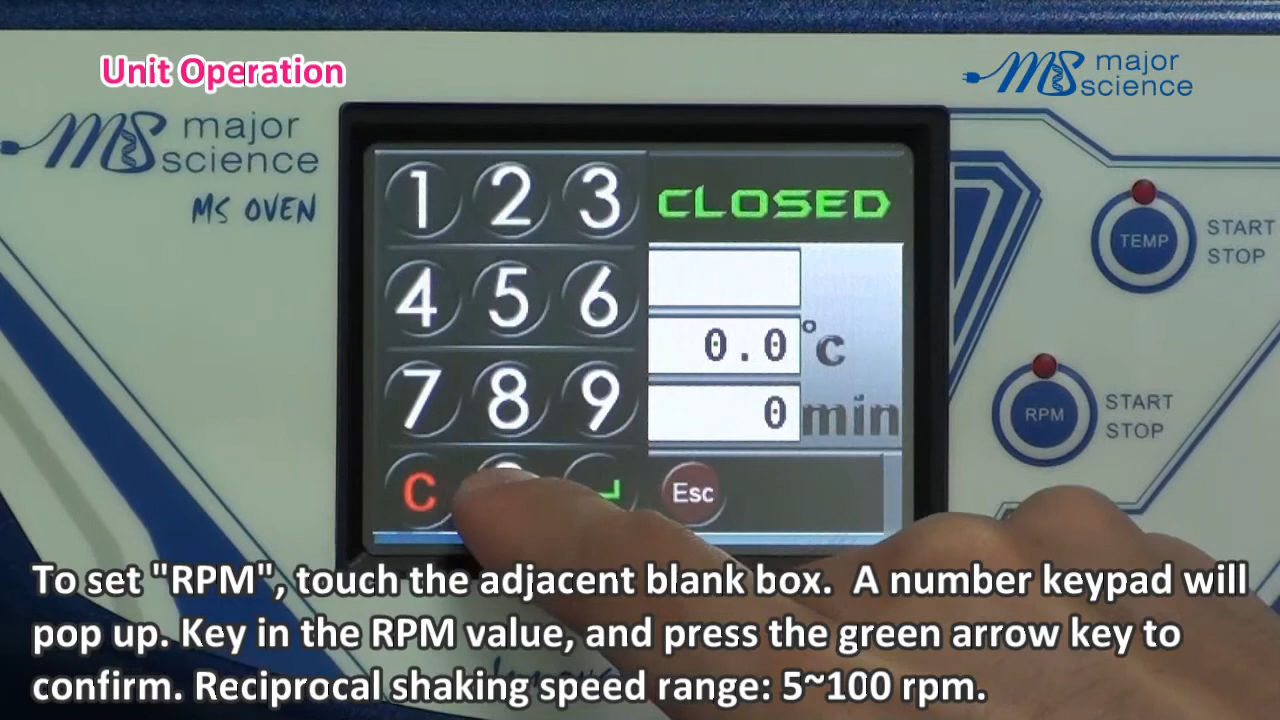 Unit Operation
MS major science
MS major science
MS OVEN
1 2 3
CLOSED
4 5 6
0.0 °C
7 8 9
0 min
C
Esc
TEMP
START
STOP
RPM
START
STOP
To set "RPM", touch the adjacent blank box.  A number keypad will
pop up. Key in the RPM value, and press the green arrow key to
confirm. Reciprocal shaking speed range: 5~100 rpm.